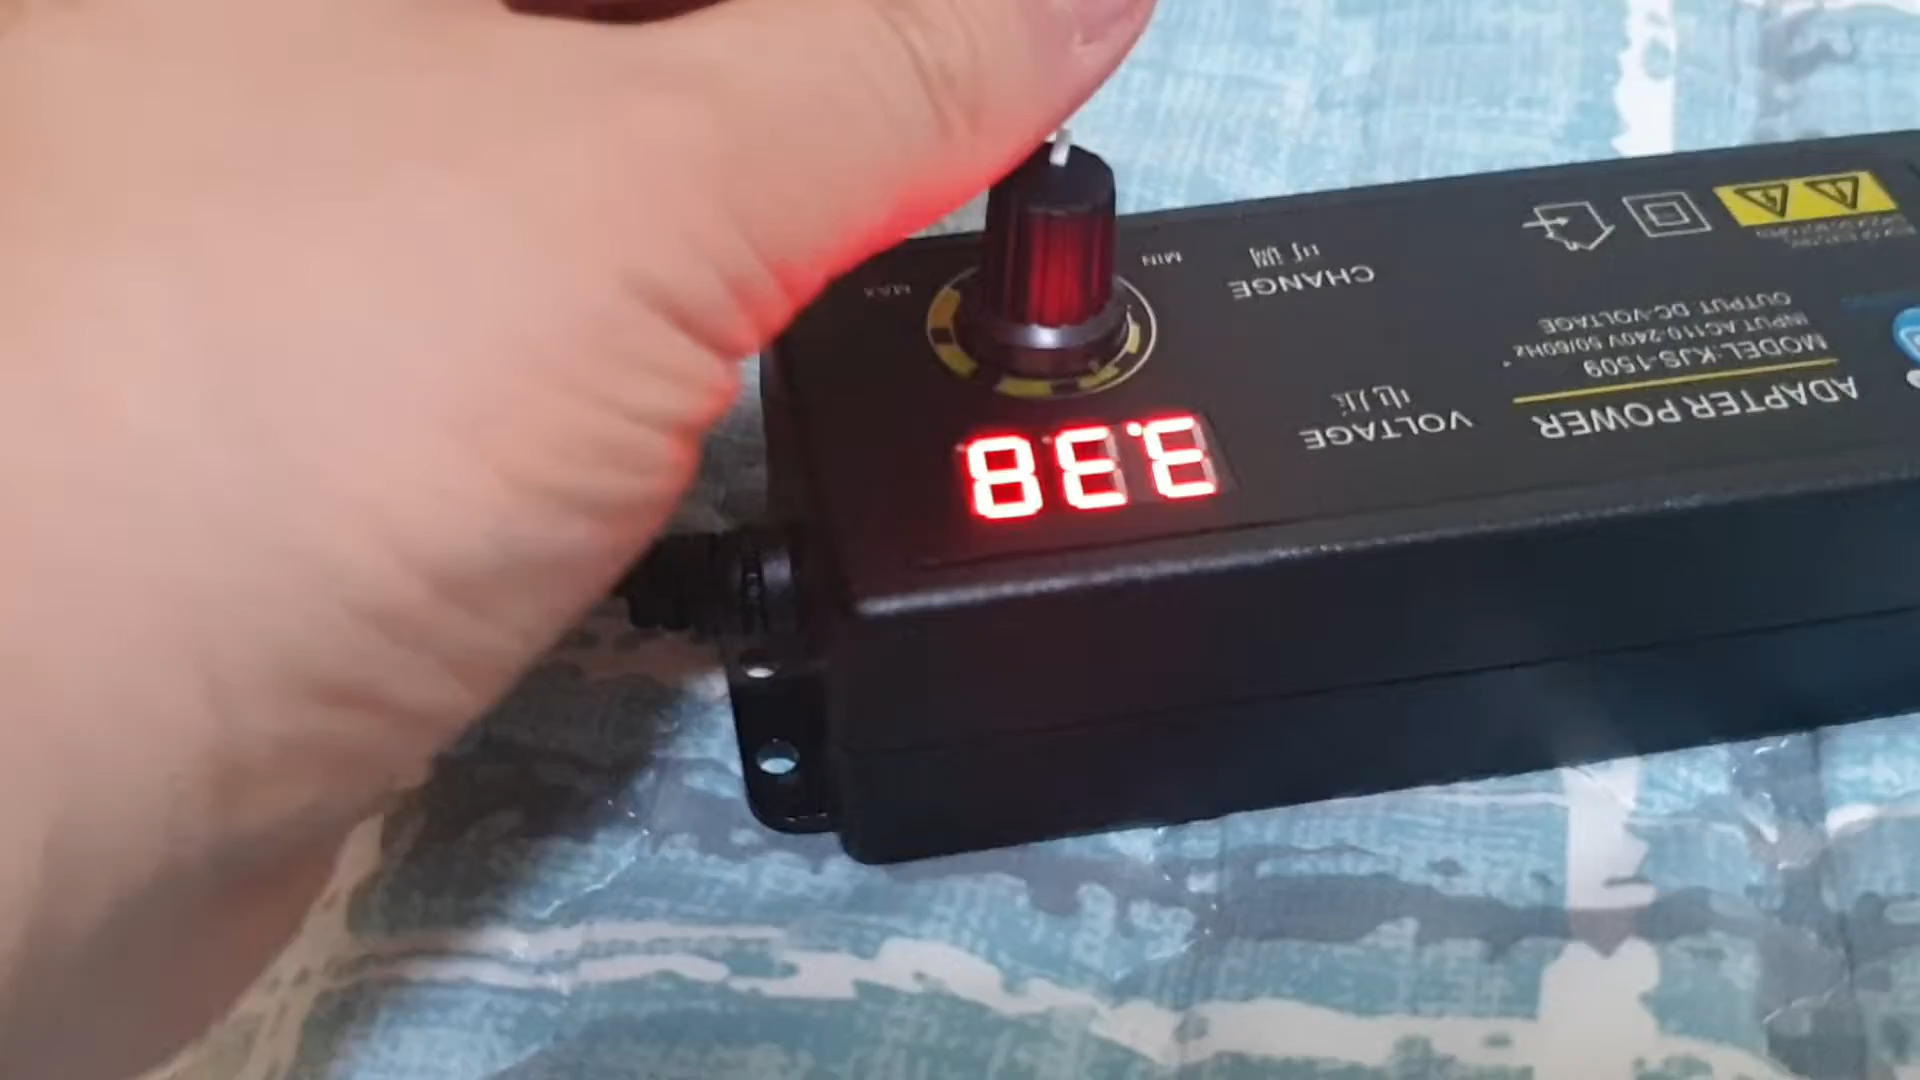 ADAPTER POWER
MODEL:KJS-1509
INPUT AC110-240V 50/60Hz
OUTPUT DC-VOLTAGE
VOLTAGE
电压
3.38
CHANGE
可调
MIN
MAX